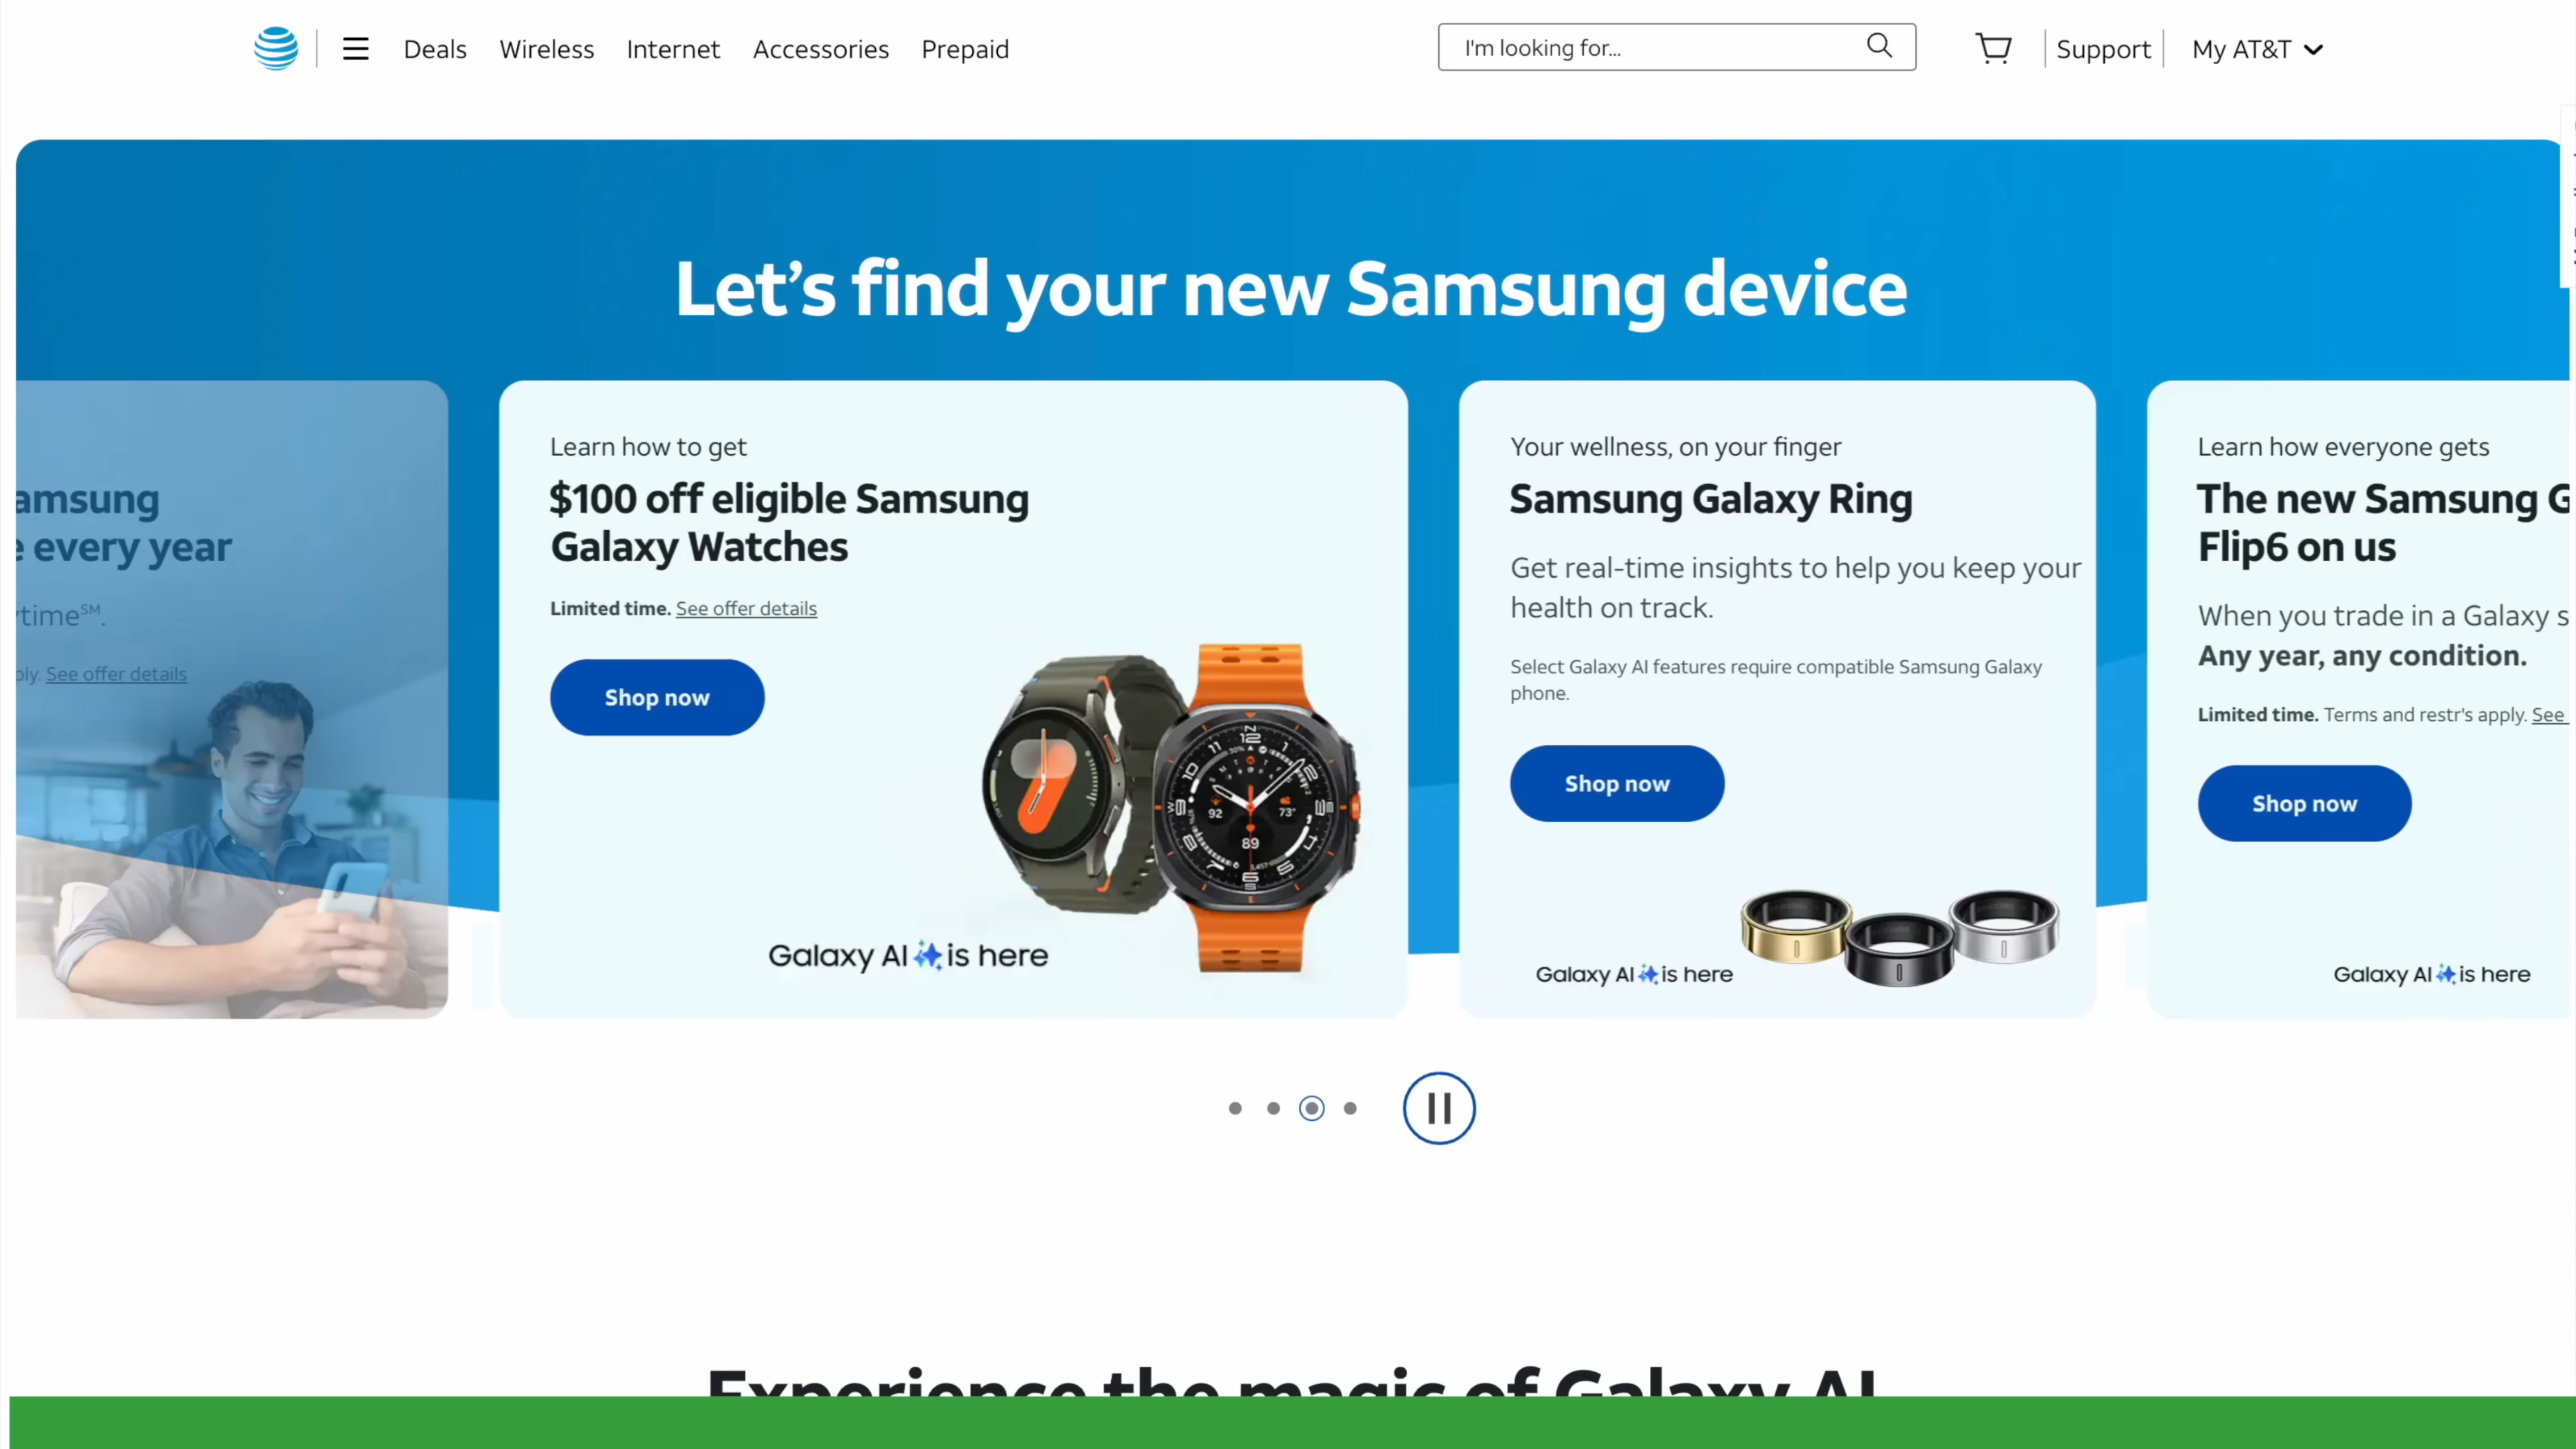 Deals Wireless Internet Accessories Prepaid
I'm looking for...
Support
My AT&T
Let's find your new Samsung device
amsung
every year
time℠.
ply. See offer details
Learn how to get
$100 off eligible Samsung
Galaxy Watches
Limited time. See offer details
Shop now
Galaxy AI is here
Your wellness, on your finger
Samsung Galaxy Ring
Get real-time insights to help you keep your
health on track.
Select Galaxy AI features require compatible Samsung Galaxy
phone.
Shop now
Galaxy AI is here
Learn how everyone gets
The new Samsung G
Flip6 on us
When you trade in a Galaxy s
Any year, any condition.
Limited time. Terms and restr's apply. See
Shop now
Galaxy AI is here
Experience the magic of Galaxy AI